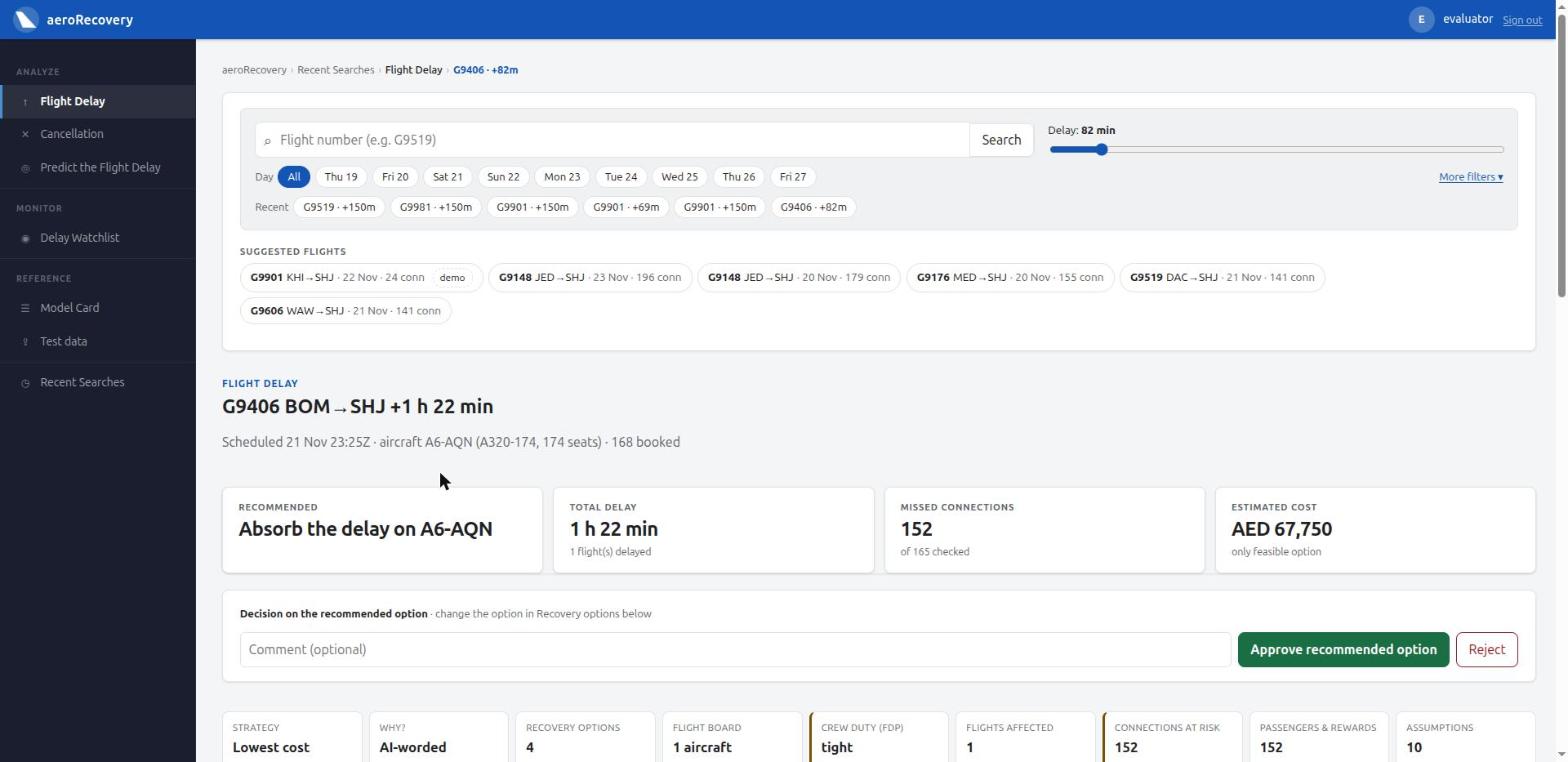 aeroRecovery
E evaluator Sign out
ANALYZE
↑ Flight Delay
✕ Cancellation
◎ Predict the Flight Delay
MONITOR
◉ Delay Watchlist
REFERENCE
☰ Model Card
Test data
◷ Recent Searches
aeroRecovery › Recent Searches › Flight Delay › G9406 · +82m
Flight number (e.g. G9519) Search
Delay: 82 min
Day All Thu 19 Fri 20 Sat 21 Sun 22 Mon 23 Tue 24 Wed 25 Thu 26 Fri 27 More filters ▾
Recent G9519 · +150m G9981 · +150m G9901 · +150m G9901 · +69m G9901 · +150m G9406 · +82m
SUGGESTED FLIGHTS
G9901 KHI→SHJ · 22 Nov · 24 conn demo G9148 JED→SHJ · 23 Nov · 196 conn G9148 JED→SHJ · 20 Nov · 179 conn G9176 MED→SHJ · 20 Nov · 155 conn G9519 DAC→SHJ · 21 Nov · 141 conn
G9606 WAW→SHJ · 21 Nov · 141 conn
FLIGHT DELAY
G9406 BOM→SHJ +1 h 22 min
Scheduled 21 Nov 23:25Z · aircraft A6-AQN (A320-174, 174 seats) · 168 booked
RECOMMENDED
Absorb the delay on A6-AQN
TOTAL DELAY
1 h 22 min
1 flight(s) delayed
MISSED CONNECTIONS
152
of 165 checked
ESTIMATED COST
AED 67,750
only feasible option
Decision on the recommended option · change the option in Recovery options below
Comment (optional) Approve recommended option Reject
STRATEGY
Lowest cost
WHY?
AI-worded
RECOVERY OPTIONS
4
FLIGHT BOARD
1 aircraft
CREW DUTY (FDP)
tight
FLIGHTS AFFECTED
1
CONNECTIONS AT RISK
152
PASSENGERS & REWARDS
152
ASSUMPTIONS
10